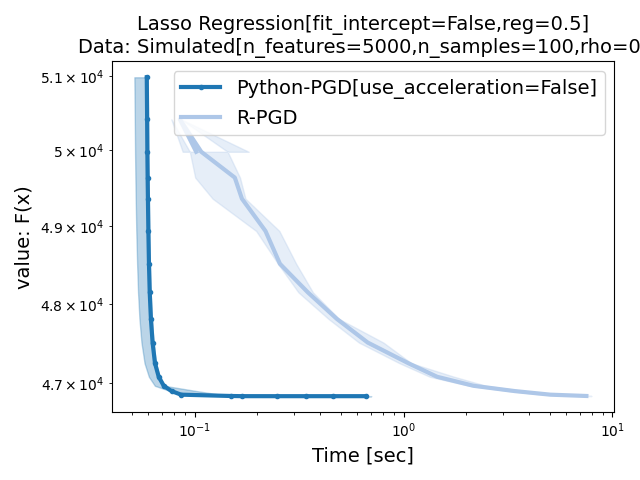 Lasso Regression[fit_intercept=False,reg=0.5]
Data: Simulated[n_features=5000,n_samples=100,rho=0
Python-PGD[use_acceleration=False]
R-PGD
value: F(x)
5.1 × 10⁴
5 × 10⁴
4.9 × 10⁴
4.8 × 10⁴
4.7 × 10⁴
10⁻¹
10⁰
10¹
Time [sec]